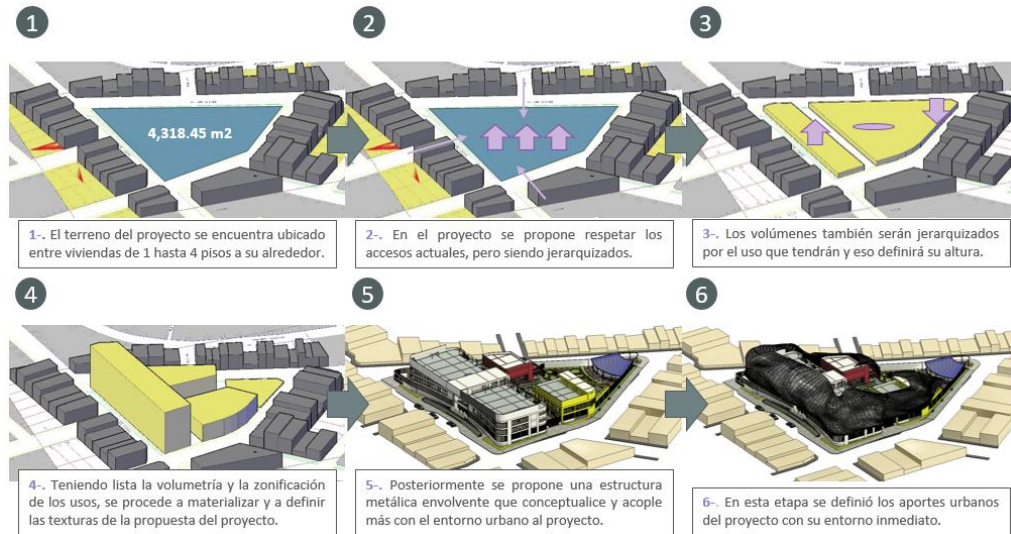 1
2
3
4,318.45 m2
1-. El terreno del proyecto se encuentra ubicado
entre viviendas de 1 hasta 4 pisos a su alrededor.
2-. En el proyecto se propone respetar los
accesos actuales, pero siendo jerarquizados.
3-. Los volúmenes también serán jerarquizados
por el uso que tendrán y eso definirá su altura.
4
5
6
4-. Teniendo lista la volumetría y la zonificación
de los usos, se procede a materializar y a definir
las texturas de la propuesta del proyecto.
5-. Posteriormente se propone una estructura
metálica envolvente que conceptualice y acople
más con el entorno urbano al proyecto.
6-. En esta etapa se definió los aportes urbanos
del proyecto con su entorno inmediato.